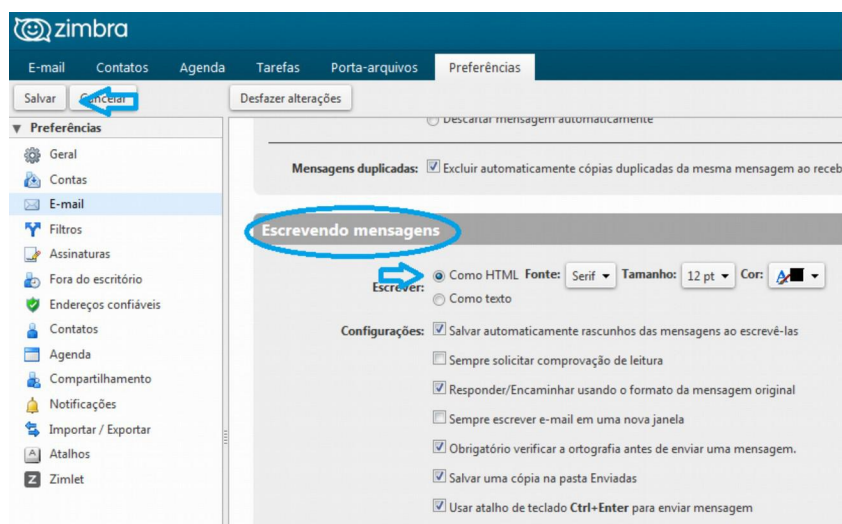 zimbra
E-mail Contatos Agenda Tarefas Porta-arquivos Preferências
Salvar Cancelar Desfazer alterações
Preferências
Geral
Contas
E-mail
Filtros
Assinaturas
Fora do escritório
Endereços confiáveis
Contatos
Agenda
Compartilhamento
Notificações
Importar / Exportar
Atalhos
Zimlet
Descartar mensagem automaticamente
Mensagens duplicadas: Excluir automaticamente cópias duplicadas da mesma mensagem ao receb
Escrevendo mensagens
Escrever: Como HTML Fonte: Serif Tamanho: 12 pt Cor:
Como texto
Configurações: Salvar automaticamente rascunhos das mensagens ao escrevê-las
Sempre solicitar comprovação de leitura
Responder/Encaminhar usando o formato da mensagem original
Sempre escrever e-mail em uma nova janela
Obrigatório verificar a ortografia antes de enviar uma mensagem.
Salvar uma cópia na pasta Enviadas
Usar atalho de teclado Ctrl+Enter para enviar mensagem